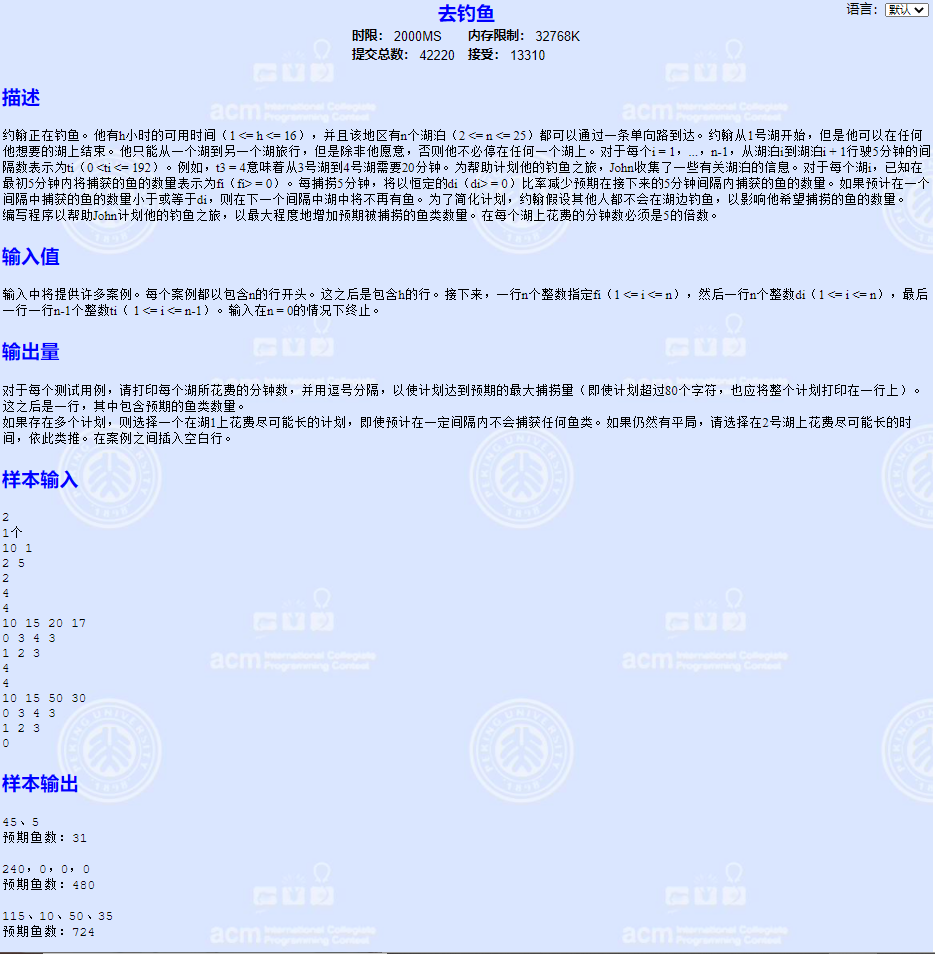 去钓鱼
语言： 默认
时限： 2000MS 内存限制： 32768K
提交总数： 42220 接受： 13310
描述
约翰正在钓鱼。他有h小时的可用时间（1 <= h <= 16），并且该地区有n个湖泊（2 <= n <= 25）都可以通过一条单向路到达。约翰从1号湖开始，但是他可以在任何
他想要的湖上结束。他只能从一个湖到另一个湖旅行，但是除非他愿意，否则他不必停在任何一个湖上。对于每个i = 1，...，n-1，从湖泊i到湖泊i + 1行驶5分钟的间
隔数表示为ti（0 <ti <= 192）。例如，t3 = 4意味着从3号湖到4号湖需要20分钟。为帮助计划他的钓鱼之旅，John收集了一些有关湖泊的信息。对于每个湖i，已知在
最初5分钟内将捕获的鱼的数量表示为fi（fi> = 0）。每捕捞5分钟，将以恒定的di（di> = 0）比率减少预期在接下来的5分钟间隔内捕获的鱼的数量。如果预计在一个
间隔中捕获的鱼的数量小于或等于di，则在下一个间隔中湖中将不再有鱼。为了简化计划，约翰假设其他人都不会在湖边钓鱼，以影响他希望捕捞的鱼的数量。
编写程序以帮助John计划他的钓鱼之旅，以最大程度地增加预期被捕捞的鱼类数量。在每个湖上花费的分钟数必须是5的倍数。
输入值
输入中将提供许多案例。每个案例都以包含n的行开头。这之后是包含h的行。接下来，一行n个整数指定fi（1 <= i <= n），然后一行n个整数di（1 <= i <= n），最后
一行一行n-1个整数ti（ 1 <= i <= n-1）。输入在n = 0的情况下终止。
输出量
对于每个测试用例，请打印每个湖所花费的分钟数，并用逗号分隔，以使计划达到预期的最大捕捞量（即使计划超过80个字符，也应将整个计划打印在一行上）。
这之后是一行，其中包含预期的鱼类数量。
如果存在多个计划，则选择一个在湖1上花费尽可能长的计划，即使预计在一定间隔内不会捕获任何鱼类。如果仍然有平局，请选择在2号湖上花费尽可能长的时
间，依此类推。在案例之间插入空白行。
样本输入
2
1个
10 1
2 5
2
4
4
10 15 20 17
0 3 4 3
1 2 3
4
4
10 15 50 30
0 3 4 3
1 2 3
0
样本输出
45、5
预期鱼数：31
240，0，0，0
预期鱼数：480
115、10、50、35
预期鱼数：724
acm International Collegiate Programming Contest
PEKING UNIVERSITY
1898